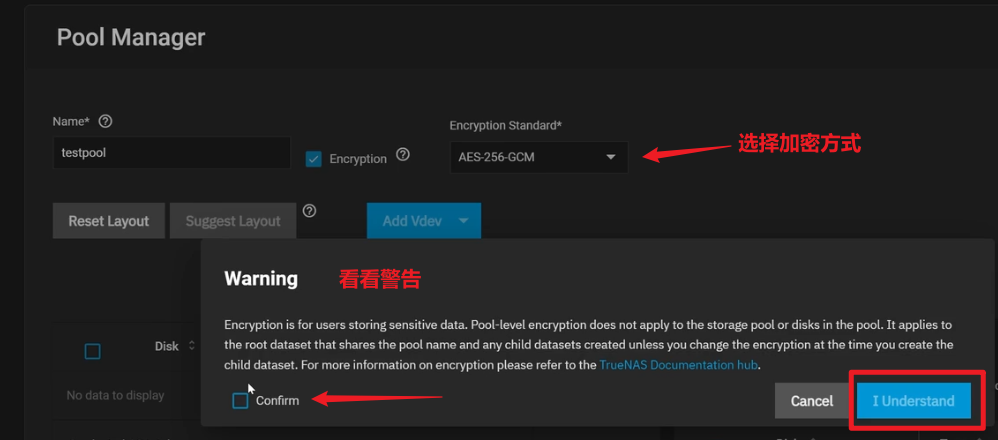 Pool Manager
Name*
Encryption Standard*
testpool
Encryption
AES-256-GCM
选择加密方式
Reset Layout
Suggest Layout
Add Vdev
Warning
看看警告
Encryption is for users storing sensitive data. Pool-level encryption does not apply to the storage pool or disks in the pool. It applies to
the root dataset that shares the pool name and any child datasets created unless you change the encryption at the time you create the
child dataset. For more information on encryption please refer to the TrueNAS Documentation hub.
Disk
No data to display
Confirm
Cancel
I Understand